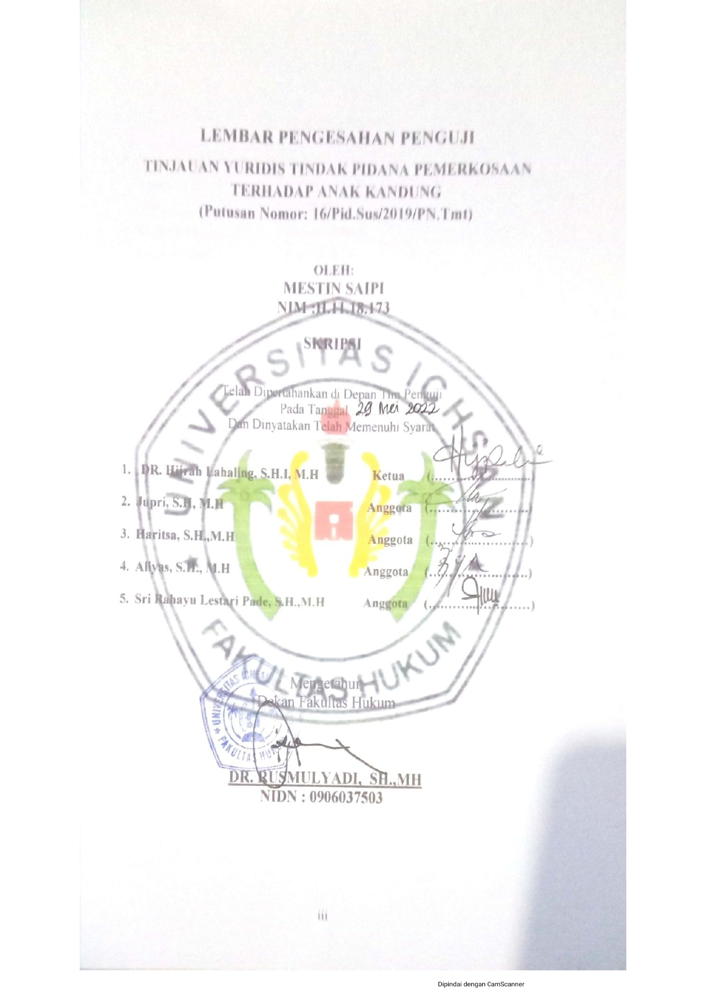 LEMBAR PENGESAHAN PENGUJI
TINJAUAN YURIDIS TINDAK PIDANA PEMERKOSAAN
TERHADAP ANAK KANDUNG
(Putusan Nomor: 16/Pid.Sus/2019/PN.Tmt)
OLEH:
MESTIN SAIPI
NIM :H.11.18.173
SKRIPSI
UNIVERSITAS ICHSAN
Telah Dipertahankan di Depan Tim Penguji
Pada Tanggal 29 Mei 2022
Dan Dinyatakan Telah Memenuhi Syarat
1. DR. Hijrah Lahaling, S.H.I, M.H Ketua (..............................)
2. Jupri, S.H, M.H Anggota (..............................)
3. Haritsa, S.H.,M.H Anggota (..............................)
4. Aliyas, S.H., M.H Anggota (..............................)
5. Sri Rahayu Lestari Pade, S.H.,M.H Anggota (..............................)
FAKULTAS HUKUM
Mengetahui
Dekan Fakultas Hukum
UNIVERSITAS ICHSAN
FAKULTAS HUKUM
DR. RUSMULYADI, SH.,MH
NIDN : 0906037503
iii
Dipindai dengan CamScanner